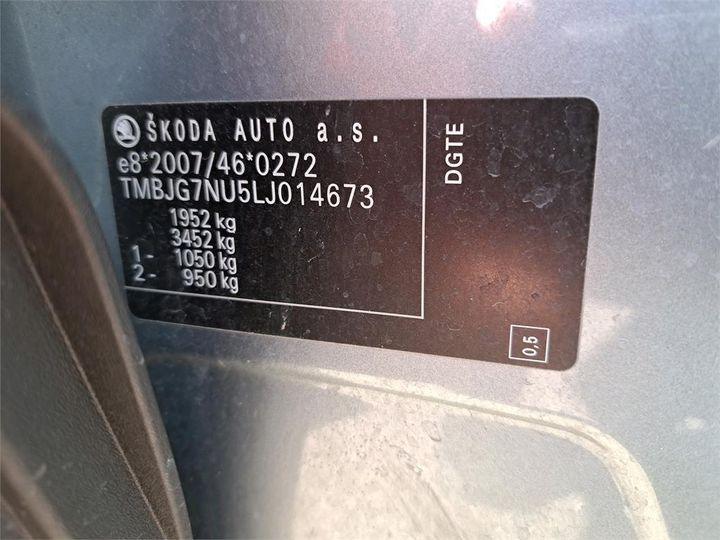 ŠKODA AUTO a.s.
e8*2007/46*0272
TMBJG7NU5LJ014673
1952 kg
3452 kg
1- 1050 kg
2- 950 kg
DGTE
0,5